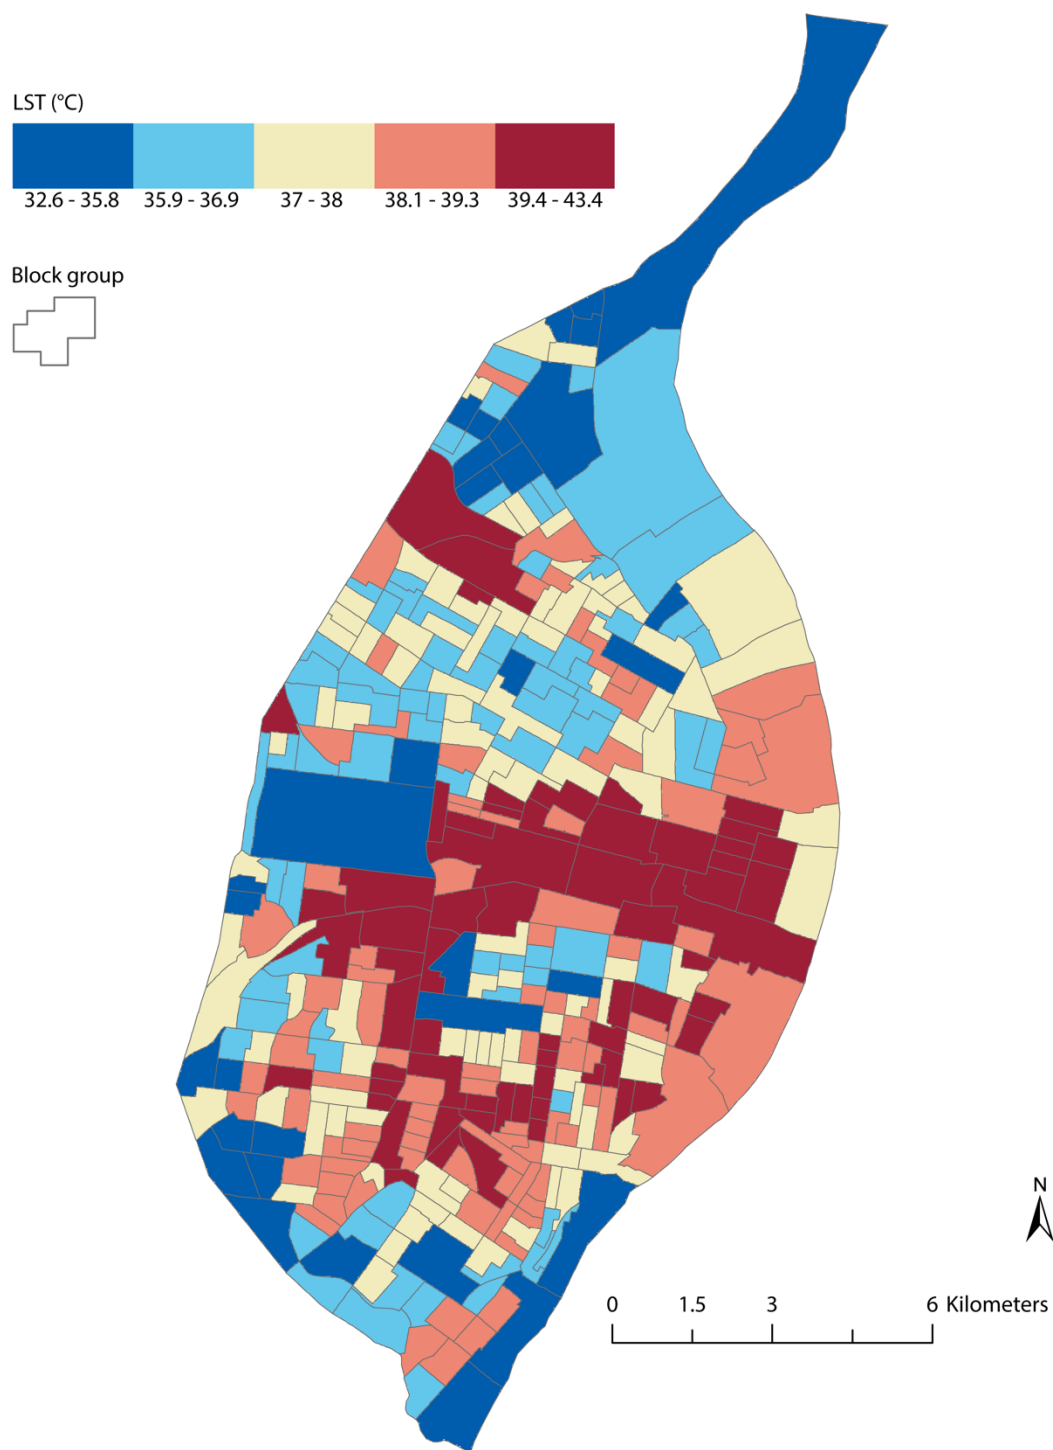 LST (°C)
32.6 - 35.8 35.9 - 36.9 37 - 38 38.1 - 39.3 39.4 - 43.4
Block group
N
0 1.5 3 6 Kilometers